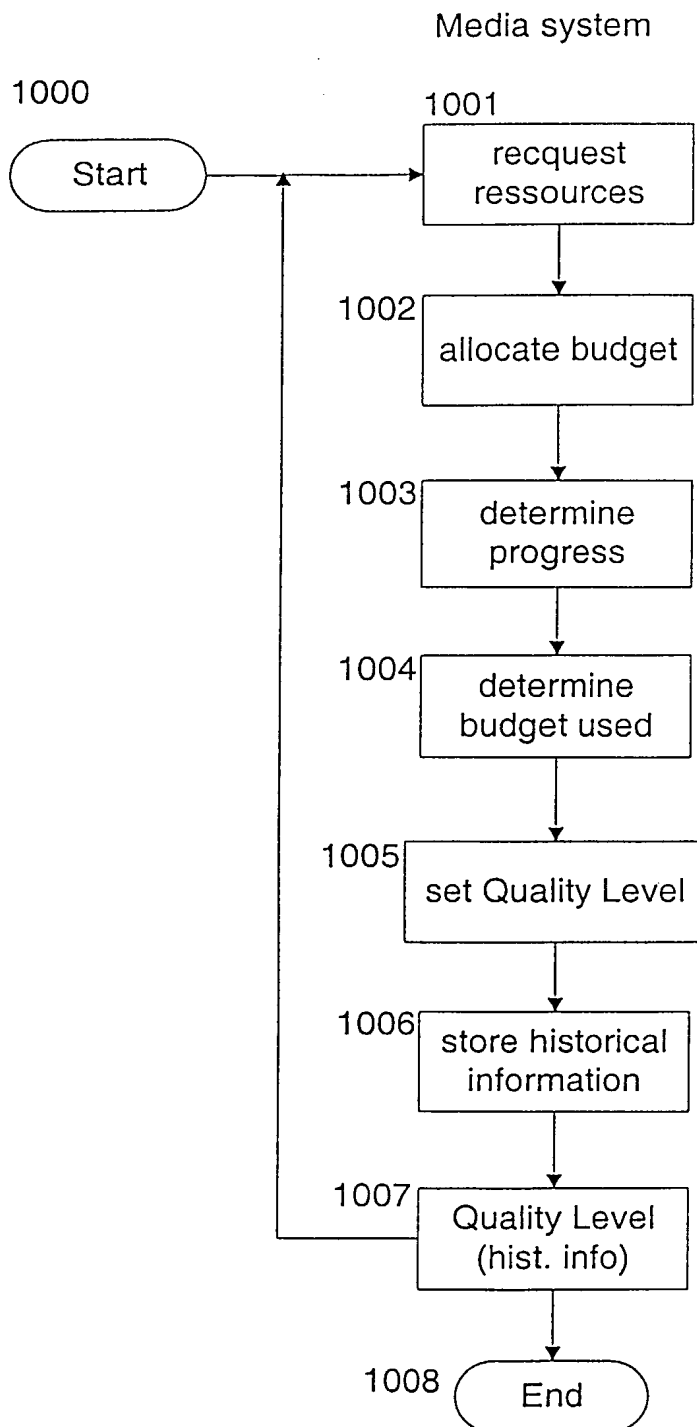 Media system
1000
Start
1001
recquest
ressources
1002
allocate budget
1003
determine
progress
1004
determine
budget used
1005
set Quality Level
1006
store historical
information
1007
Quality Level
(hist. info)
1008
End